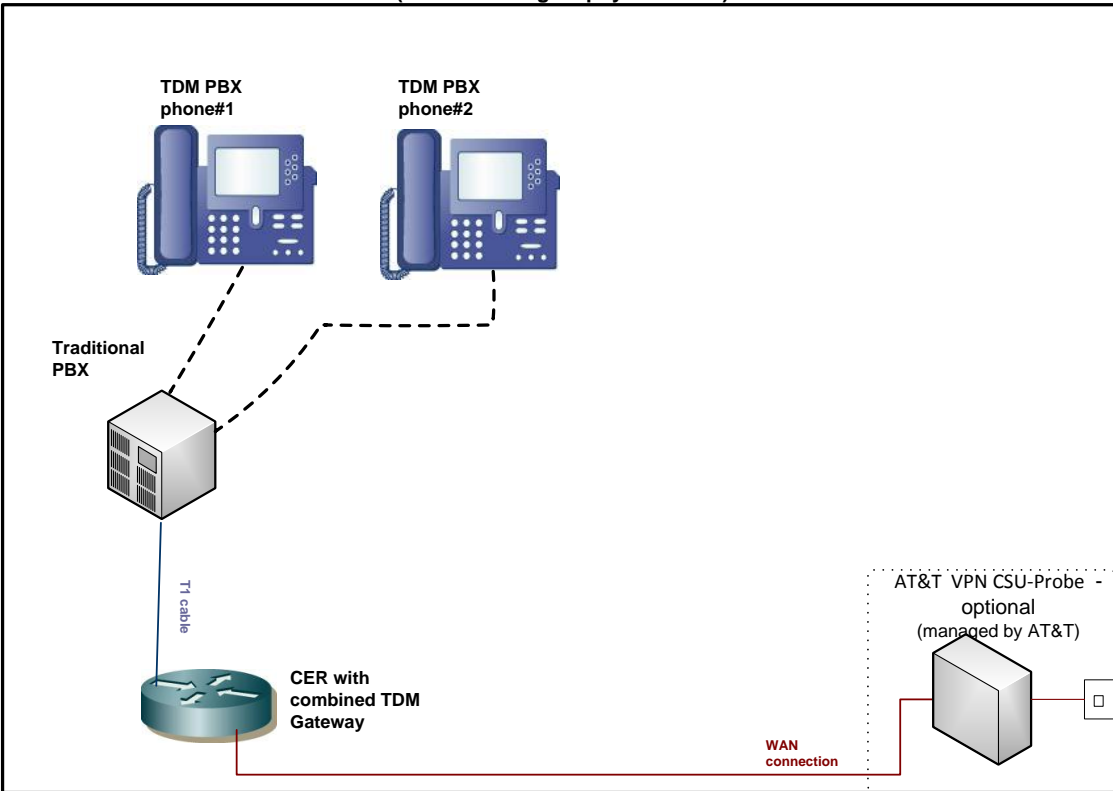 TDM PBX
phone#1
TDM PBX
phone#2
Traditional
PBX
T1 cable
CER with
combined TDM
Gateway
WAN
connection
AT&T VPN CSU-Probe -
optional
(managed by AT&T)